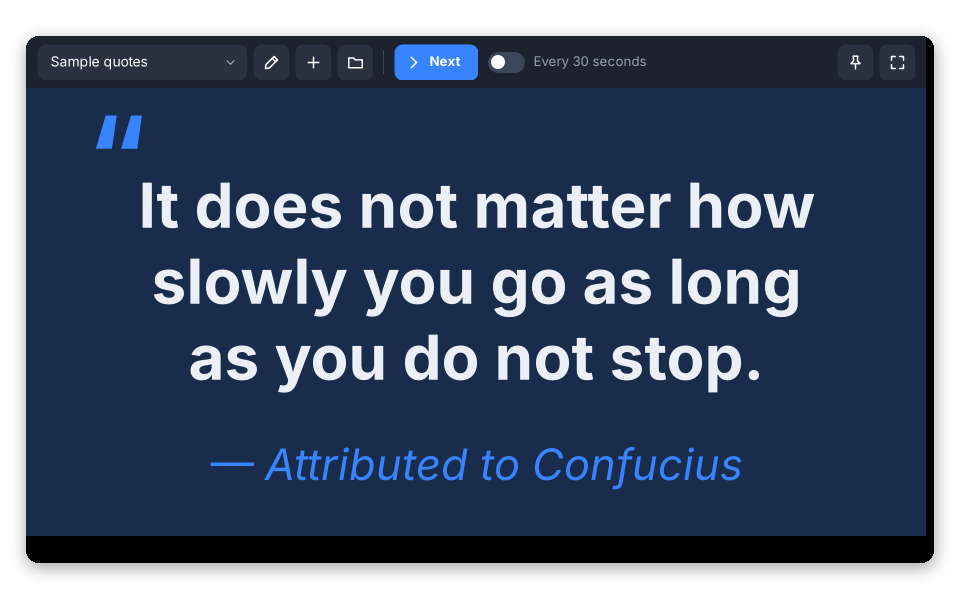 Sample quotes
Next
Every 30 seconds
“
It does not matter how
slowly you go as long
as you do not stop.
— Attributed to Confucius